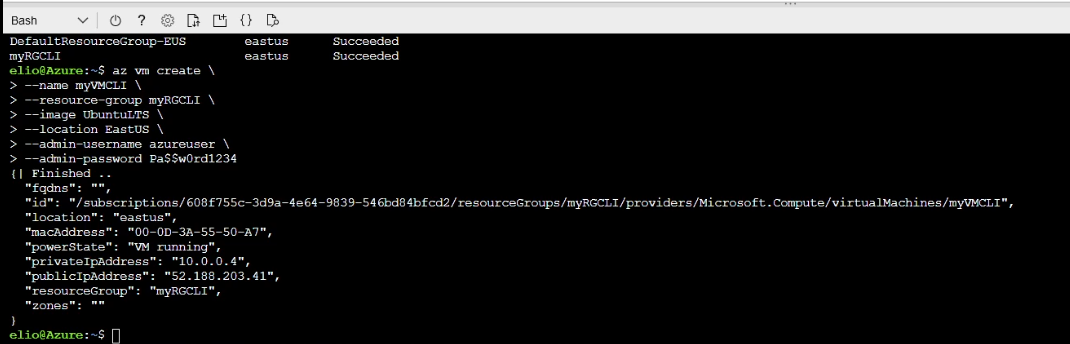 Bash
DefaultResourceGroup-EUS eastus Succeeded
myRGCLI eastus Succeeded
elio@Azure:~$ az vm create \
> --name myVMCLI \
> --resource-group myRGCLI \
> --image UbuntuLTS \
> --location EastUS \
> --admin-username azureuser \
> --admin-password Pa$$w0rd1234
{| Finished ..
"fqdns": "",
"id": "/subscriptions/608f755c-3d9a-4e64-9839-546bd84bfcd2/resourceGroups/myRGCLI/providers/Microsoft.Compute/virtualMachines/myVMCLI",
"location": "eastus",
"macAddress": "00-0D-3A-55-50-A7",
"powerState": "VM running",
"privateIpAddress": "10.0.0.4",
"publicIpAddress": "52.188.203.41",
"resourceGroup": "myRGCLI",
"zones": ""
}
elio@Azure:~$